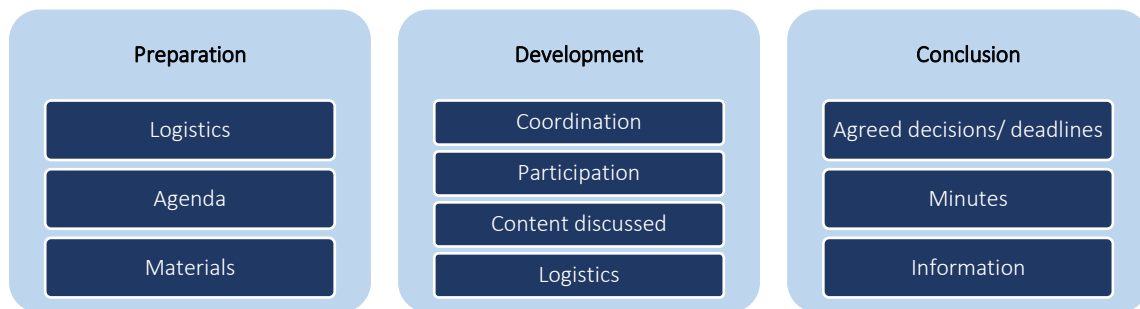 Preparation
Logistics
Agenda
Materials
Development
Coordination
Participation
Content discussed
Logistics
Conclusion
Agreed decisions/ deadlines
Minutes
Information